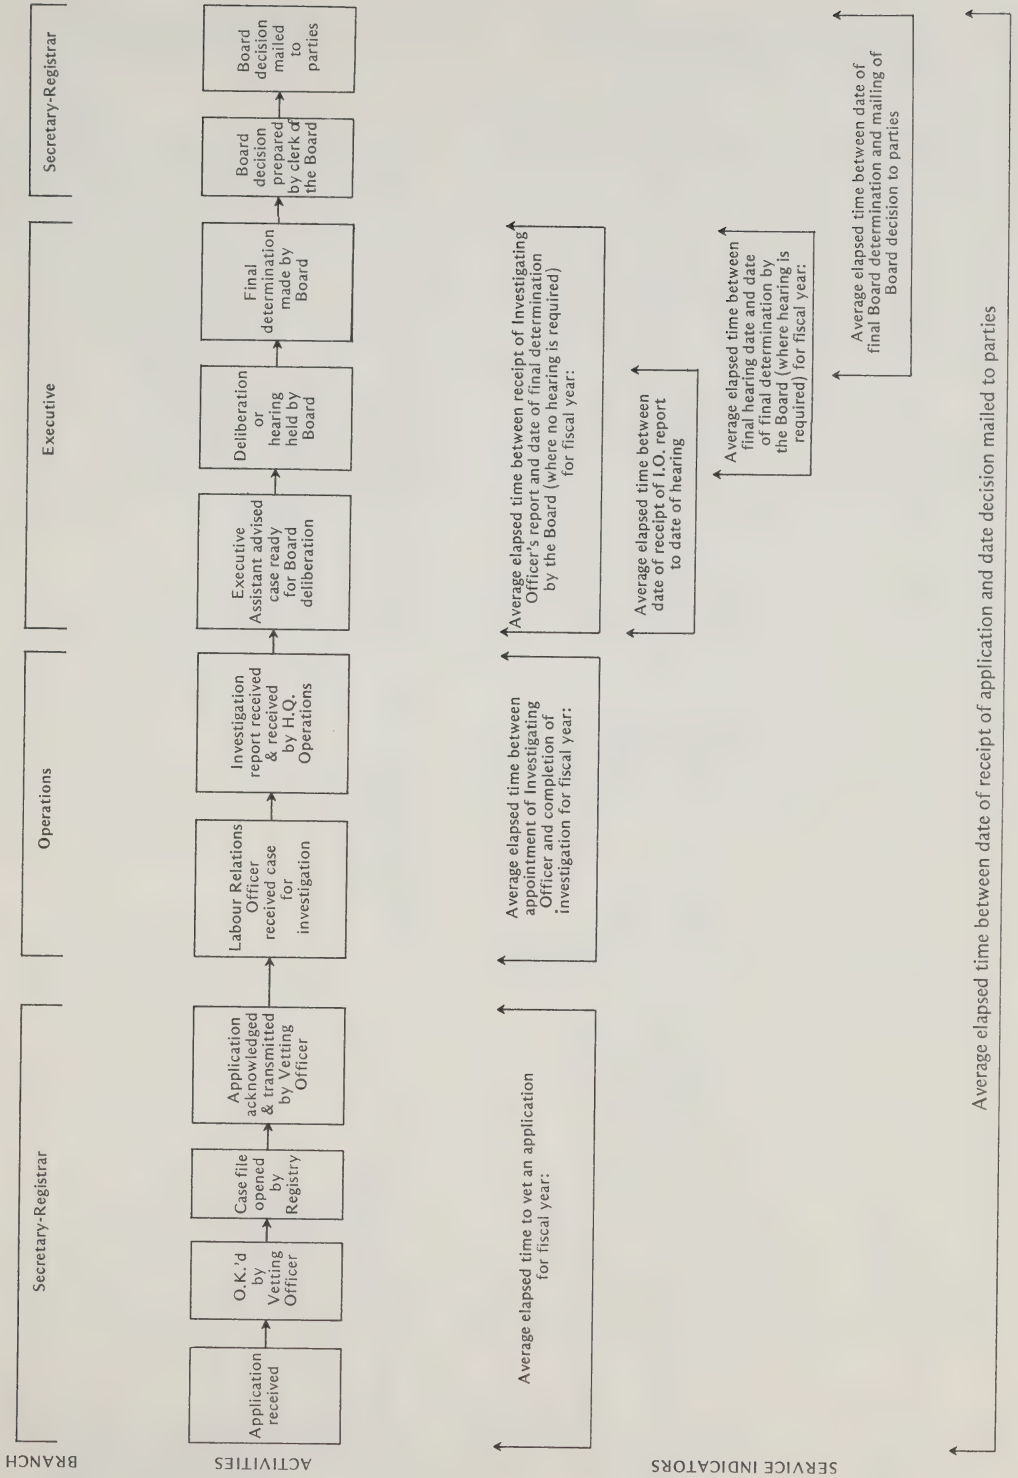 BRANCH
Secretary-Registrar
Operations
Executive
Secretary-Registrar
ACTIVITIES
Application
received
O.K.'d
by
Vetting
Officer
Case file
opened
by
Registry
Application
acknowledged
& transmitted
by Vetting
Officer
Labour Relations
Officer
received case
for
investigation
Investigation
report received
& received
by H.Q.
Operations
Executive
Assistant advised
case ready
for Board
deliberation
Deliberation
or
hearing
held by
Board
Final
determination
made by
Board
Board
decision
prepared
by clerk of
the Board
Board
decision
mailed
to
parties
SERVICE INDICATORS
Average elapsed time to vet an application
for fiscal year:
Average elapsed time between
appointment of Investigating
Officer and completion of
investigation for fiscal year:
Average elapsed time between receipt of Investigating
Officer's report and date of final determination
by the Board (where no hearing is required)
for fiscal year:
Average elapsed time between
date of receipt of I.O. report
to date of hearing
Average elapsed time between
final hearing date and date
of final determination by
the Board (where hearing is
required) for fiscal year:
Average elapsed time between date of
final Board determination and mailing of
Board decision to parties
Average elapsed time between date of receipt of application and date decision mailed to parties